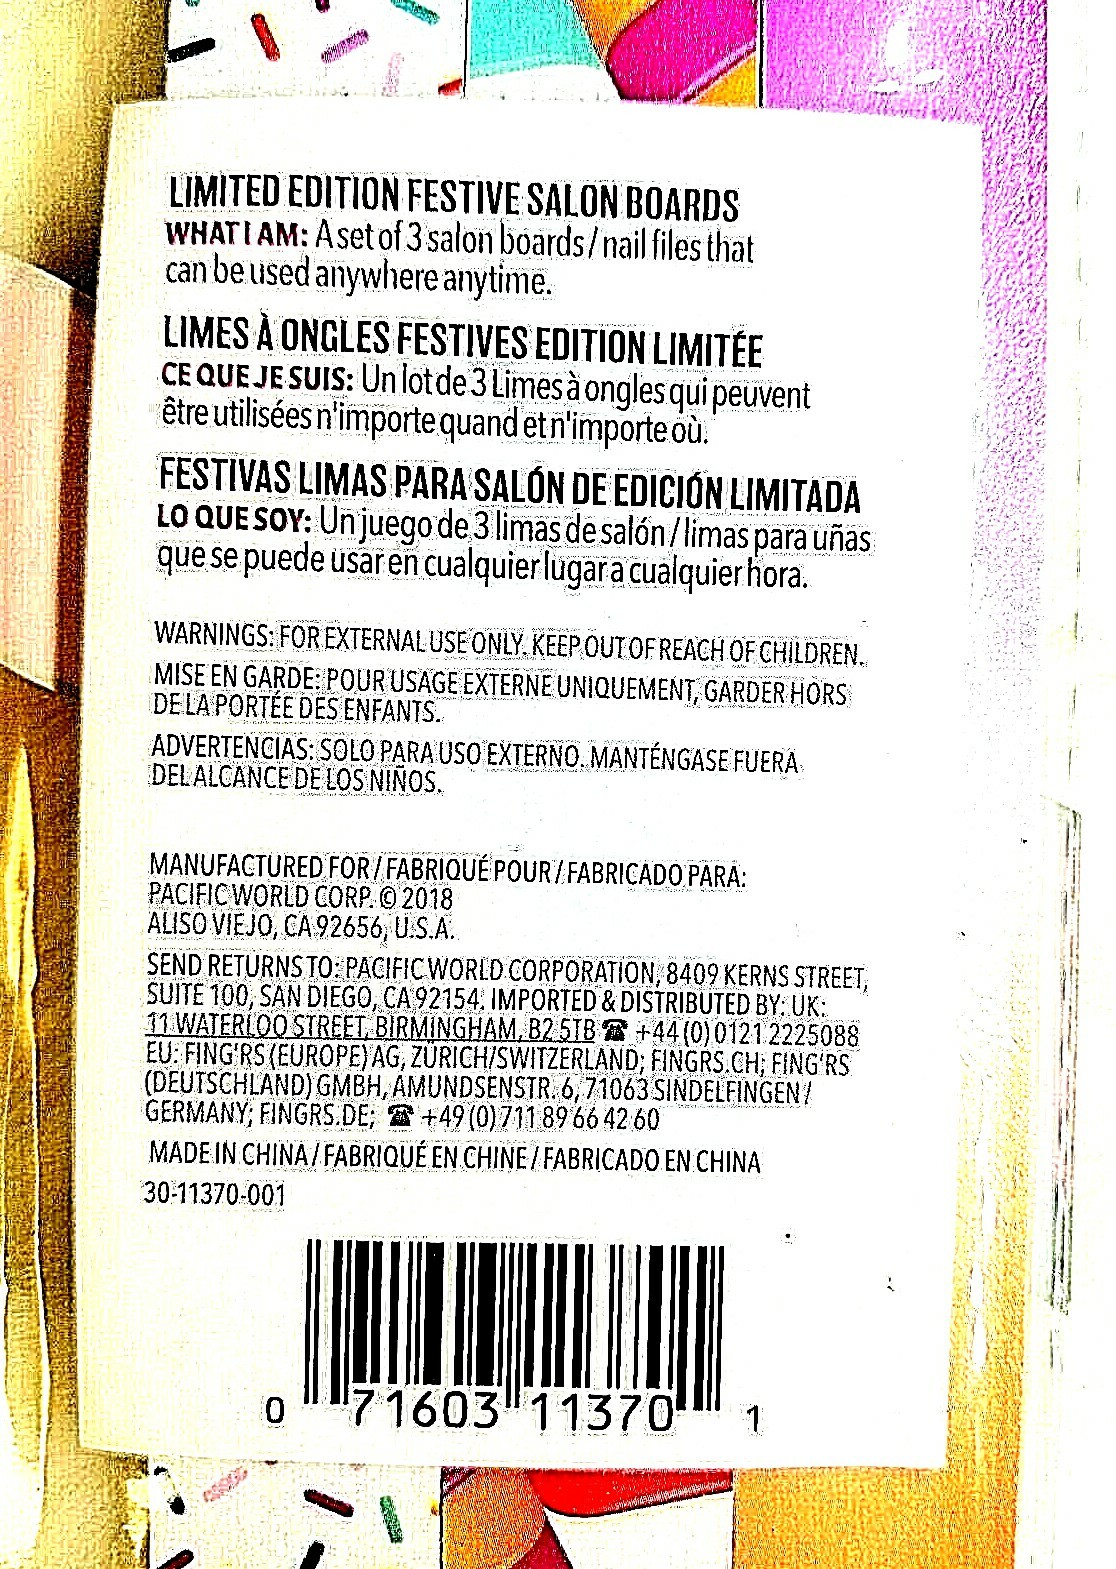 LIMITED EDITION FESTIVE SALON BOARDS
WHAT I AM: A set of 3 salon boards / nail files that
can be used anywhere anytime.
LIMES À ONGLES FESTIVES EDITION LIMITÉE
CE QUE JE SUIS: Un lot de 3 Limes à ongles qui peuvent
être utilisées n'importe quand et n'importe où.
FESTIVAS LIMAS PARA SALÓN DE EDICIÓN LIMITADA
LO QUE SOY: Un juego de 3 limas de salón / limas para uñas
que se puede usar en cualquier lugar a cualquier hora.
WARNINGS: FOR EXTERNAL USE ONLY. KEEP OUT OF REACH OF CHILDREN.
MISE EN GARDE: POUR USAGE EXTERNE UNIQUEMENT, GARDER HORS
DE LA PORTÉE DES ENFANTS.
ADVERTENCIAS: SOLO PARA USO EXTERNO. MANTÉNGASE FUERA
DEL ALCANCE DE LOS NIÑOS.
MANUFACTURED FOR / FABRIQUÉ POUR / FABRICADO PARA:
PACIFIC WORLD CORP. © 2018
ALISO VIEJO, CA 92656, U.S.A.
SEND RETURNS TO: PACIFIC WORLD CORPORATION, 8409 KERNS STREET,
SUITE 100, SAN DIEGO, CA 92154. IMPORTED & DISTRIBUTED BY: UK:
11 WATERLOO STREET, BIRMINGHAM, B2 5TB ☎ +44 (0) 0121 2225088
EU: FING'RS (EUROPE) AG, ZÜRICH/SWITZERLAND; FINGRS.CH; FING'RS
(DEUTSCHLAND) GMBH, AMUNDSENSTR. 6, 71063 SINDELFINGEN /
GERMANY; FINGRS.DE; ☎ +49 (0) 711 89 66 42 60
MADE IN CHINA / FABRIQUÉ EN CHINE / FABRICADO EN CHINA
30-11370-001
0 71603 11370 1